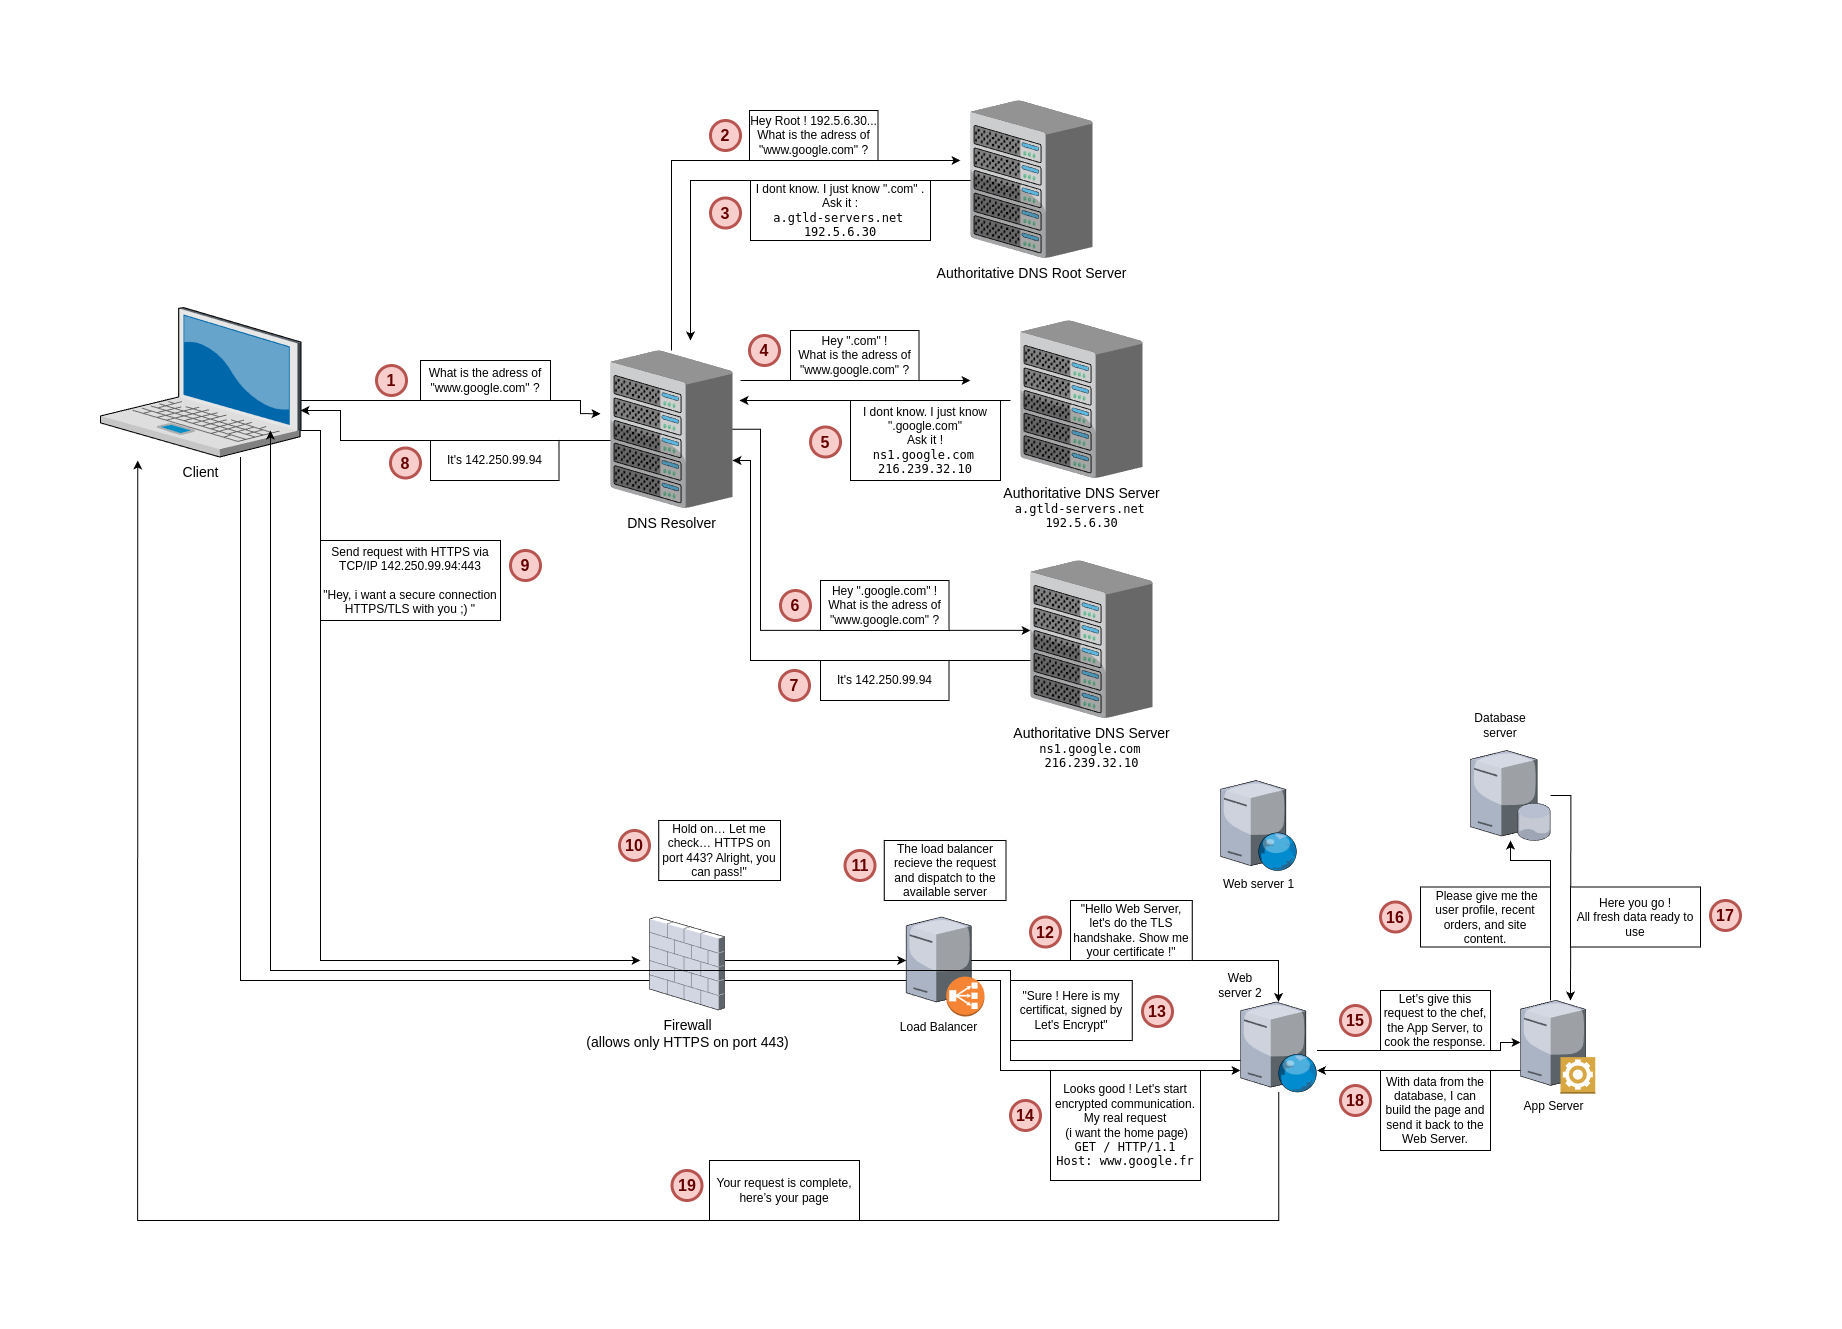 2
Hey Root ! 192.5.6.30...
What is the adress of
"www.google.com" ?
3
I dont know. I just know ".com" .
Ask it :
a.gtld-servers.net
192.5.6.30
Authoritative DNS Root Server
1
What is the adress of
"www.google.com" ?
8
It's 142.250.99.94
Client
DNS Resolver
4
Hey ".com" !
What is the adress of
"www.google.com" ?
5
I dont know. I just know
".google.com"
Ask it !
ns1.google.com
216.239.32.10
Authoritative DNS Server
a.gtld-servers.net
192.5.6.30
Send request with HTTPS via
TCP/IP 142.250.99.94:443
"Hey, i want a secure connection
HTTPS/TLS with you ;) "
9
6
Hey ".google.com" !
What is the adress of
"www.google.com" ?
7
It's 142.250.99.94
Authoritative DNS Server
ns1.google.com
216.239.32.10
10
Hold on… Let me
check… HTTPS on
port 443? Alright, you
can pass!"
Firewall
(allows only HTTPS on port 443)
11
The load balancer
recieve the request
and dispatch to the
available server
Load Balancer
12
"Hello Web Server,
let's do the TLS
handshake. Show me
your certificate !"
Web server 1
Web
server 2
"Sure ! Here is my
certificat, signed by
Let's Encrypt"
13
14
Looks good ! Let's start
encrypted communication.
My real request
(i want the home page)
GET / HTTP/1.1
Host: www.google.fr
Database
server
16
Please give me the
user profile, recent
orders, and site
content.
Here you go !
All fresh data ready to
use
17
15
Let's give this
request to the chef,
the App Server, to
cook the response.
App Server
18
With data from the
database, I can
build the page and
send it back to the
Web Server.
19
Your request is complete,
here's your page